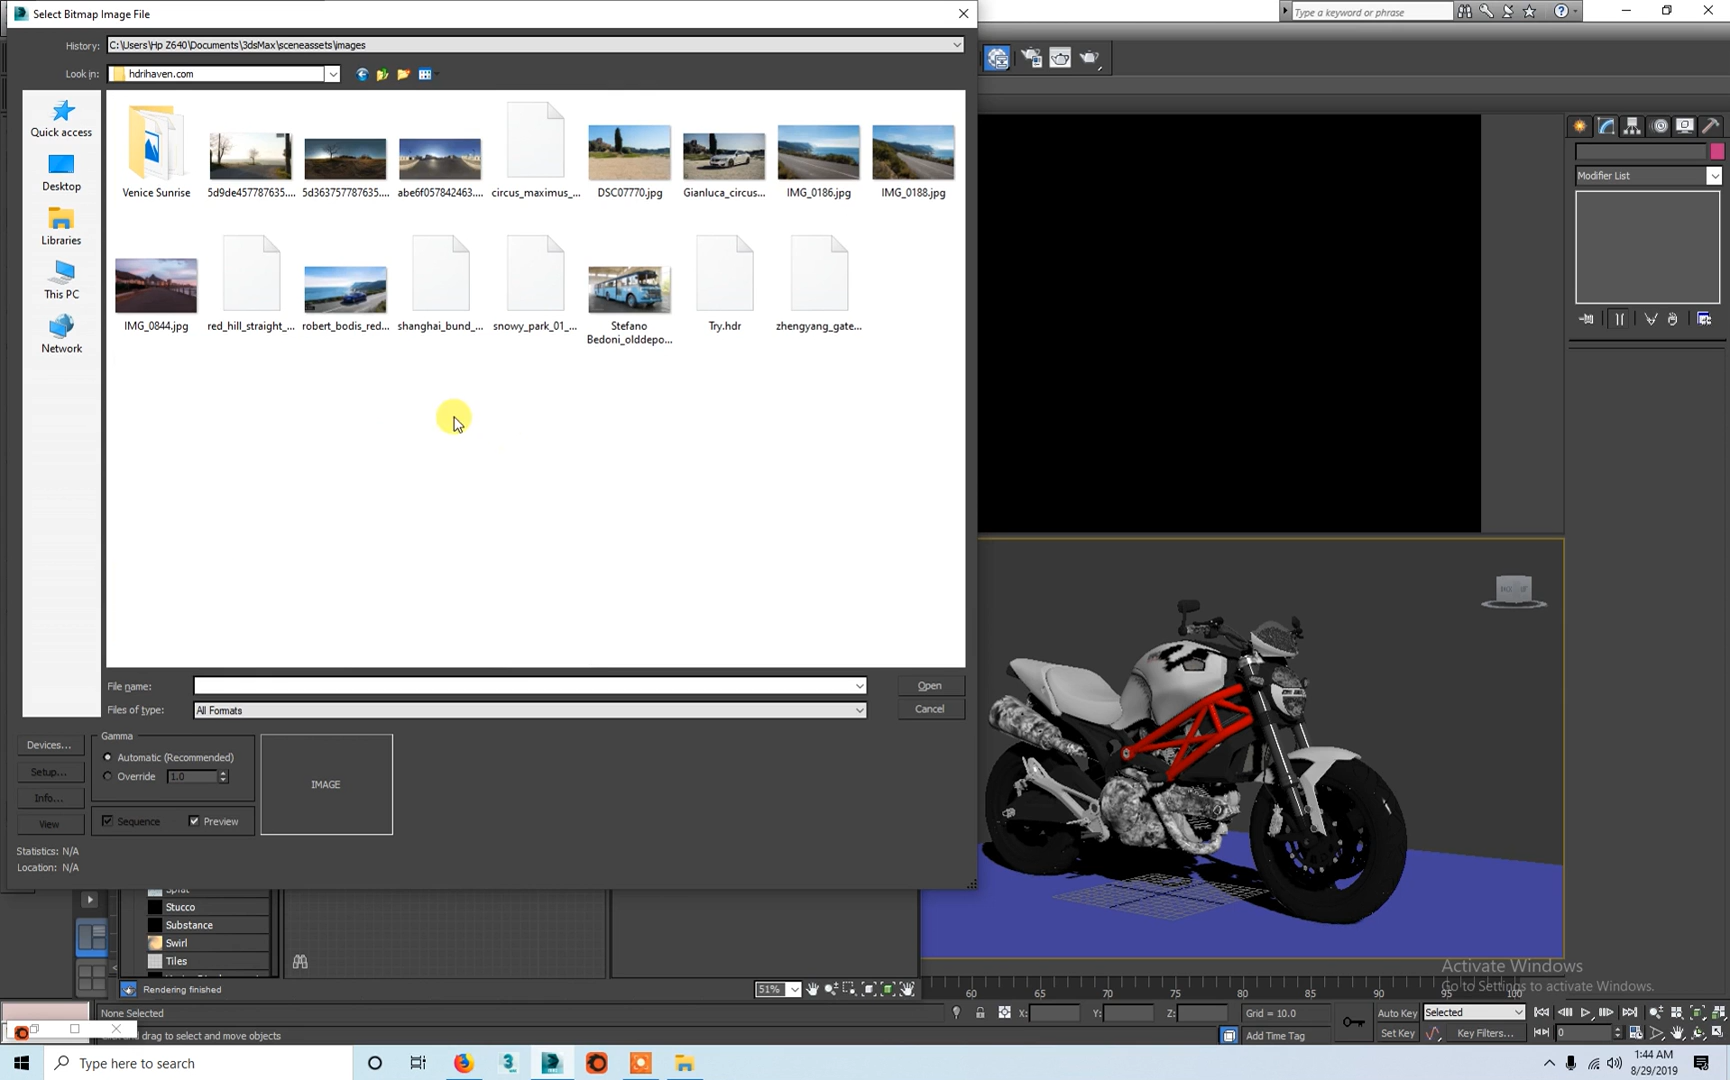 Select Bitmap Image File
History: C:\Users\Hp Z640\Documents\3dsMax\sceneassets\images
Look in: hdrihaven.com
Type a keyword or phrase
Quick access
Desktop
Libraries
This PC
Network
Venice Sunrise
5d9de457787635....
5d363757787635....
abe6f057842463....
circus_maximus_...
DSC07770.jpg
Gianluca_circus...
IMG_0186.jpg
IMG_0188.jpg
IMG_0844.jpg
red_hill_straight_...
robert_bodis_red...
shanghai_bund_...
snowy_park_01_...
Stefano
Bedoni_olddepo...
Try.hdr
zhengyang_gate...
Modifier List
File name:
Open
Files of type: All Formats
Cancel
Devices...
Setup...
Info...
View
Gamma
Automatic (Recommended)
Override 1.0
Sequence
Preview
IMAGE
Statistics: N/A
Location: N/A
Splat
Stucco
Substance
Swirl
Tiles
Rendering finished
51%
60 65 70 75 80 85 90 95 100
Activate Windows
Go to Settings to activate Windows.
None Selected
X:
Y:
Z:
Grid = 10.0
Auto Key
Selected
drag to select and move objects
Add Time Tag
Set Key
Key Filters...
0
Type here to search
1:44 AM
8/29/2019